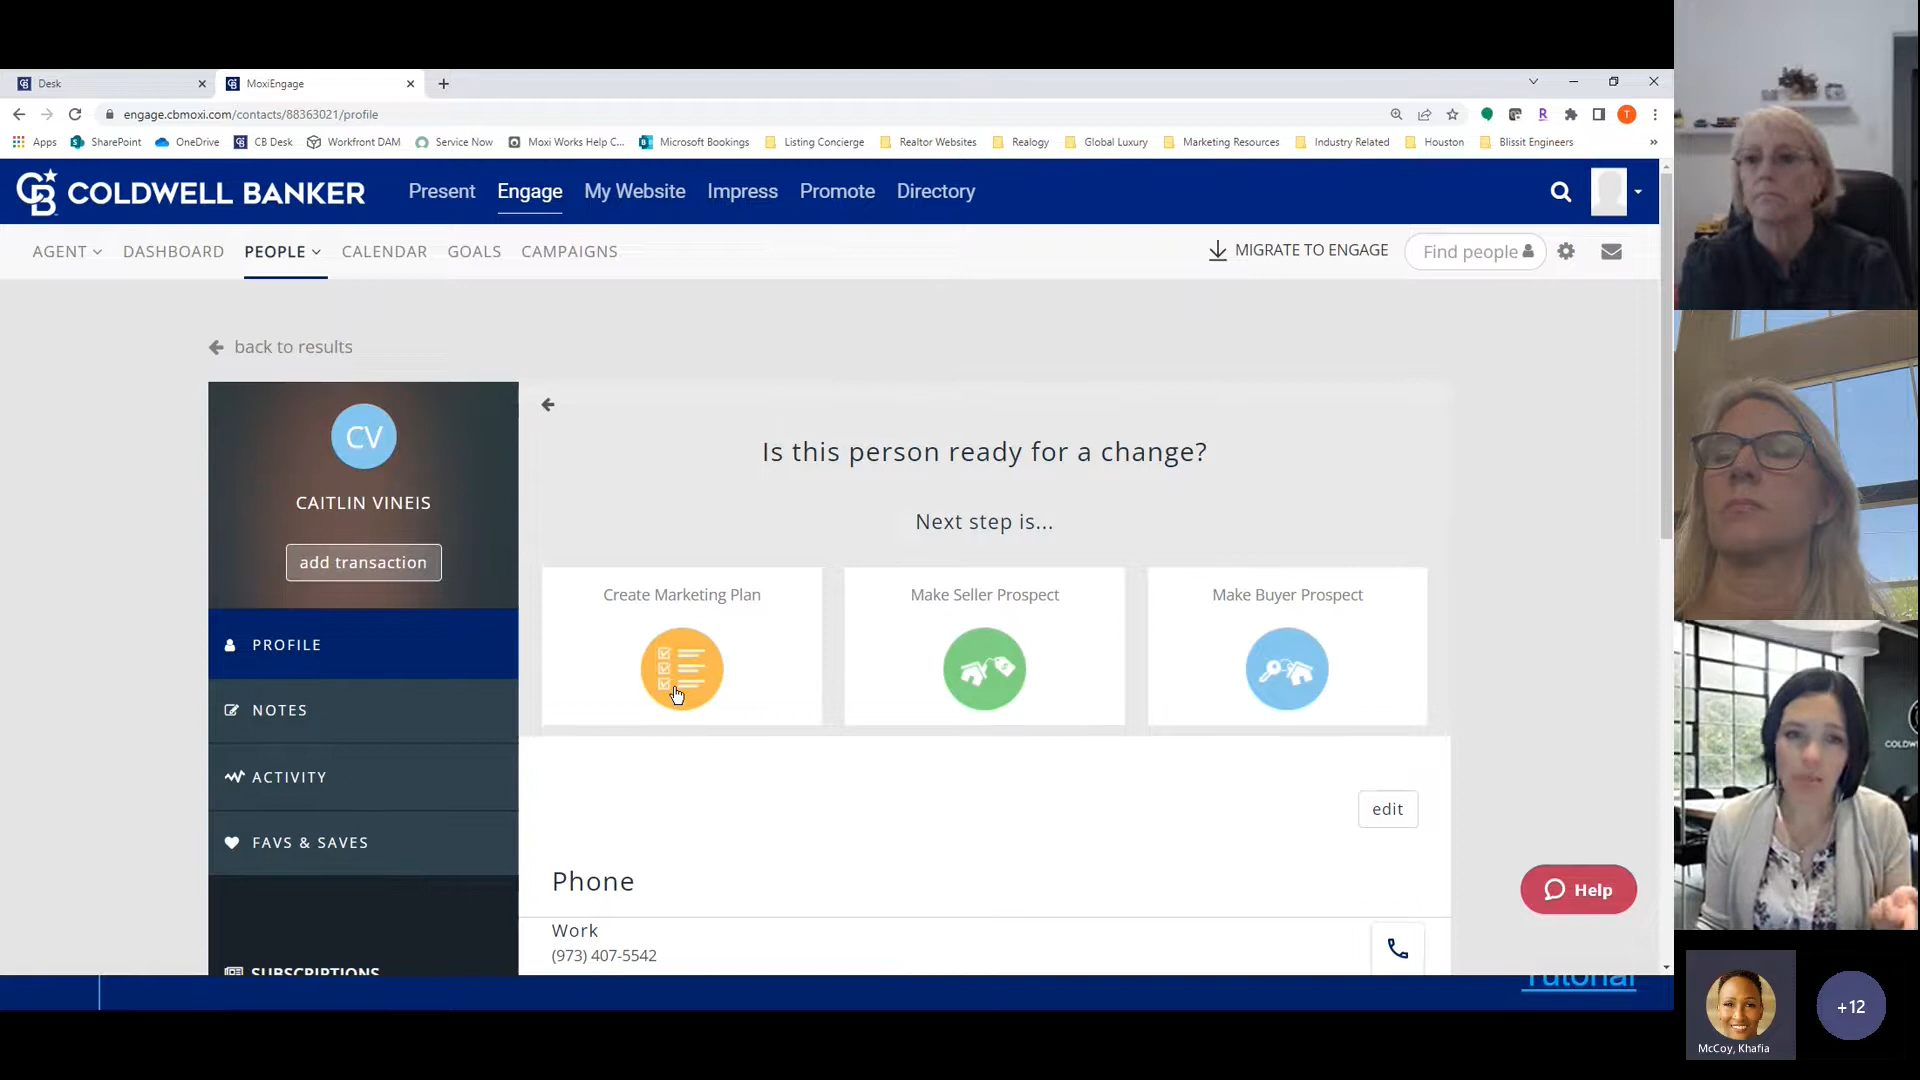 Desk
MoxiEngage
engage.cbmoxi.com/contacts/88363021/profile
T
Apps
SharePoint
OneDrive
CB Desk
Workfront DAM
Service Now
Moxi Works Help C...
Microsoft Bookings
Listing Concierge
Realtor Websites
Realogy
Global Luxury
Marketing Resources
Industry Related
Houston
Blissit Engineers
»
CB COLDWELL BANKER
Present
Engage
My Website
Impress
Promote
Directory
AGENT
DASHBOARD
PEOPLE
CALENDAR
GOALS
CAMPAIGNS
MIGRATE TO ENGAGE
Find people
back to results
CV
CAITLIN VINEIS
add transaction
PROFILE
NOTES
ACTIVITY
FAVS & SAVES
SUBSCRIPTIONS
Is this person ready for a change?
Next step is...
Create Marketing Plan
Make Seller Prospect
Make Buyer Prospect
edit
Phone
Work
(973) 407-5542
Help
Tutorial
COLDW
McCoy, Khafia
+12